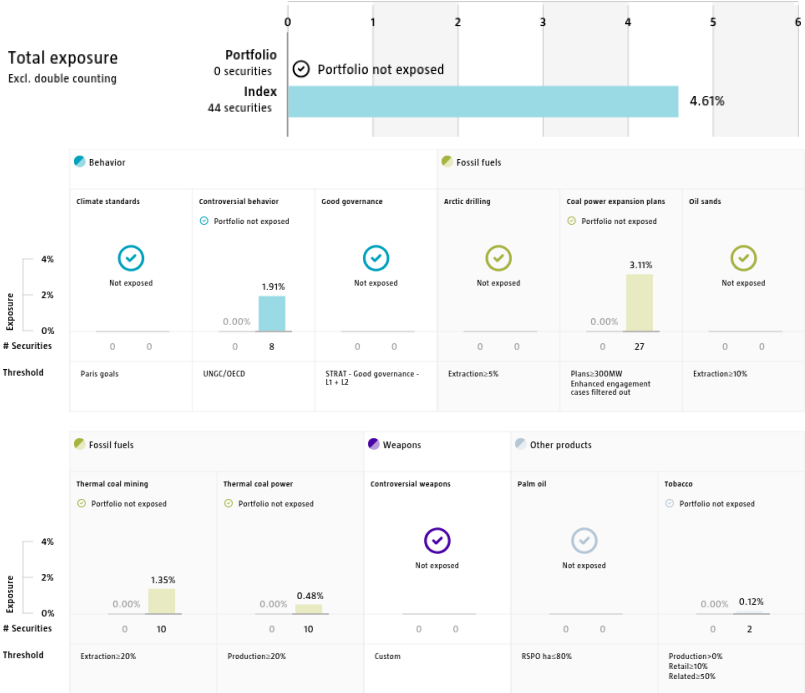 0 1 2 3 4 5 6
Total exposure
Excl. double counting
Portfolio
0 securities
Portfolio not exposed
Index
44 securities
4.61%
Behavior
Fossil fuels
Climate standards
Controversial behavior
Good governance
Arctic drilling
Coal power expansion plans
Oil sands
Portfolio not exposed
Portfolio not exposed
Not exposed
Not exposed
Not exposed
Not exposed
Exposure
4%
2%
0%
0.00%
1.91%
0.00%
3.11%
# Securities
0 0
0 8
0 0
0 0
0 27
0 0
Threshold
Paris goals
UNGC/OECD
STRAT - Good governance -
L1 + L2
Extraction≥5%
Plans≥300MW
Enhanced engagement
cases filtered out
Extraction≥10%
Fossil fuels
Weapons
Other products
Thermal coal mining
Thermal coal power
Controversial weapons
Palm oil
Tobacco
Portfolio not exposed
Portfolio not exposed
Portfolio not exposed
Not exposed
Not exposed
Exposure
4%
2%
0%
0.00%
1.35%
0.00%
0.48%
0.00%
0.12%
# Securities
0 10
0 10
0 0
0 0
0 2
Threshold
Extraction≥20%
Production≥20%
Custom
RSPO ha≤80%
Production>0%
Retail≥10%
Related≥50%